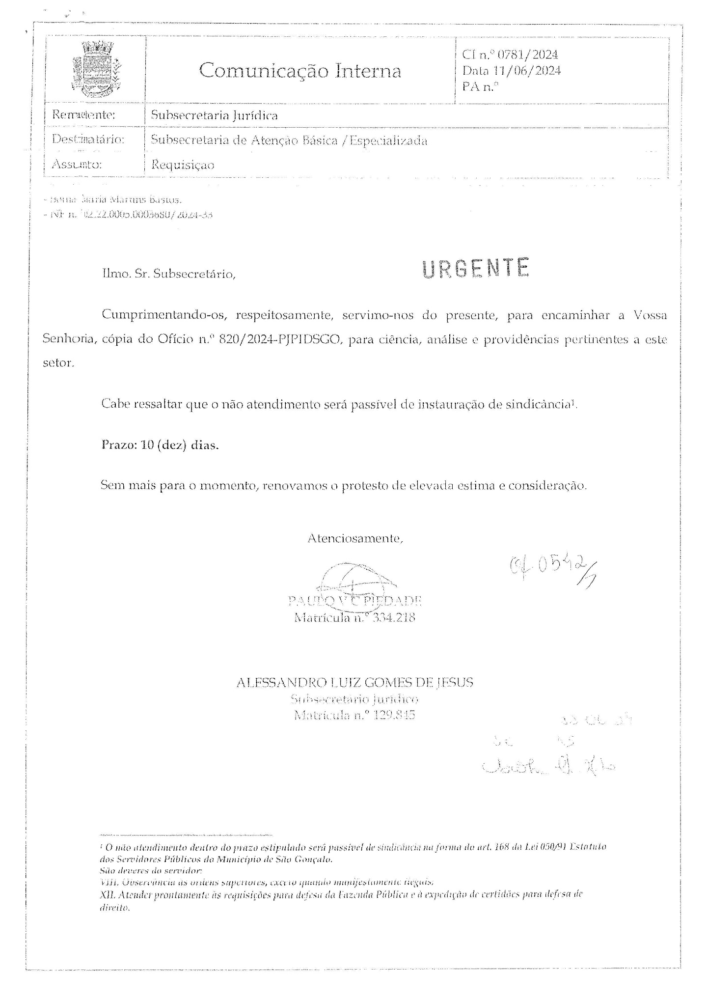 Comunicação Interna
CI n.º 0781/2024
Data 11/06/2024
PA n.º
Remetente: Subsecretaria Jurídica
Destinatário: Subsecretaria de Atenção Básica /Especializada
Assunto: Requisição
Maria Martins Bastos.
- NF n. 02.22.0005.0003680/2024-33
URGENTE
Ilmo. Sr. Subsecretário,
Cumprimentando-os, respeitosamente, servimo-nos do presente, para encaminhar a Vossa
Senhoria, cópia do Ofício n.º 820/2024-PJPIDSGO, para ciência, análise e providências pertinentes a este
setor.
Cabe ressaltar que o não atendimento será passível de instauração de sindicância¹.
Prazo: 10 (dez) dias.
Sem mais para o momento, renovamos o protesto de elevada estima e consideração.
Atenciosamente,
0542
PAULO V C PIEDADE
Matrícula n.º 334.218
ALESSANDRO LUIZ GOMES DE JESUS
Subsecretário Jurídico
Matrícula n.º 129.845
¹ O não atendimento dentro do prazo estipulado será passível de sindicância na forma do art. 168 da Lei 050/91 Estatuto
dos Servidores Públicos do Município de São Gonçalo.
São deveres do servidor:
VIII. Observância às ordens superiores, exceto quando manifestamente ilegais;
XII. Atender prontamente às requisições para defesa da Fazenda Pública e à expedição de certidões para defesa de
direito.